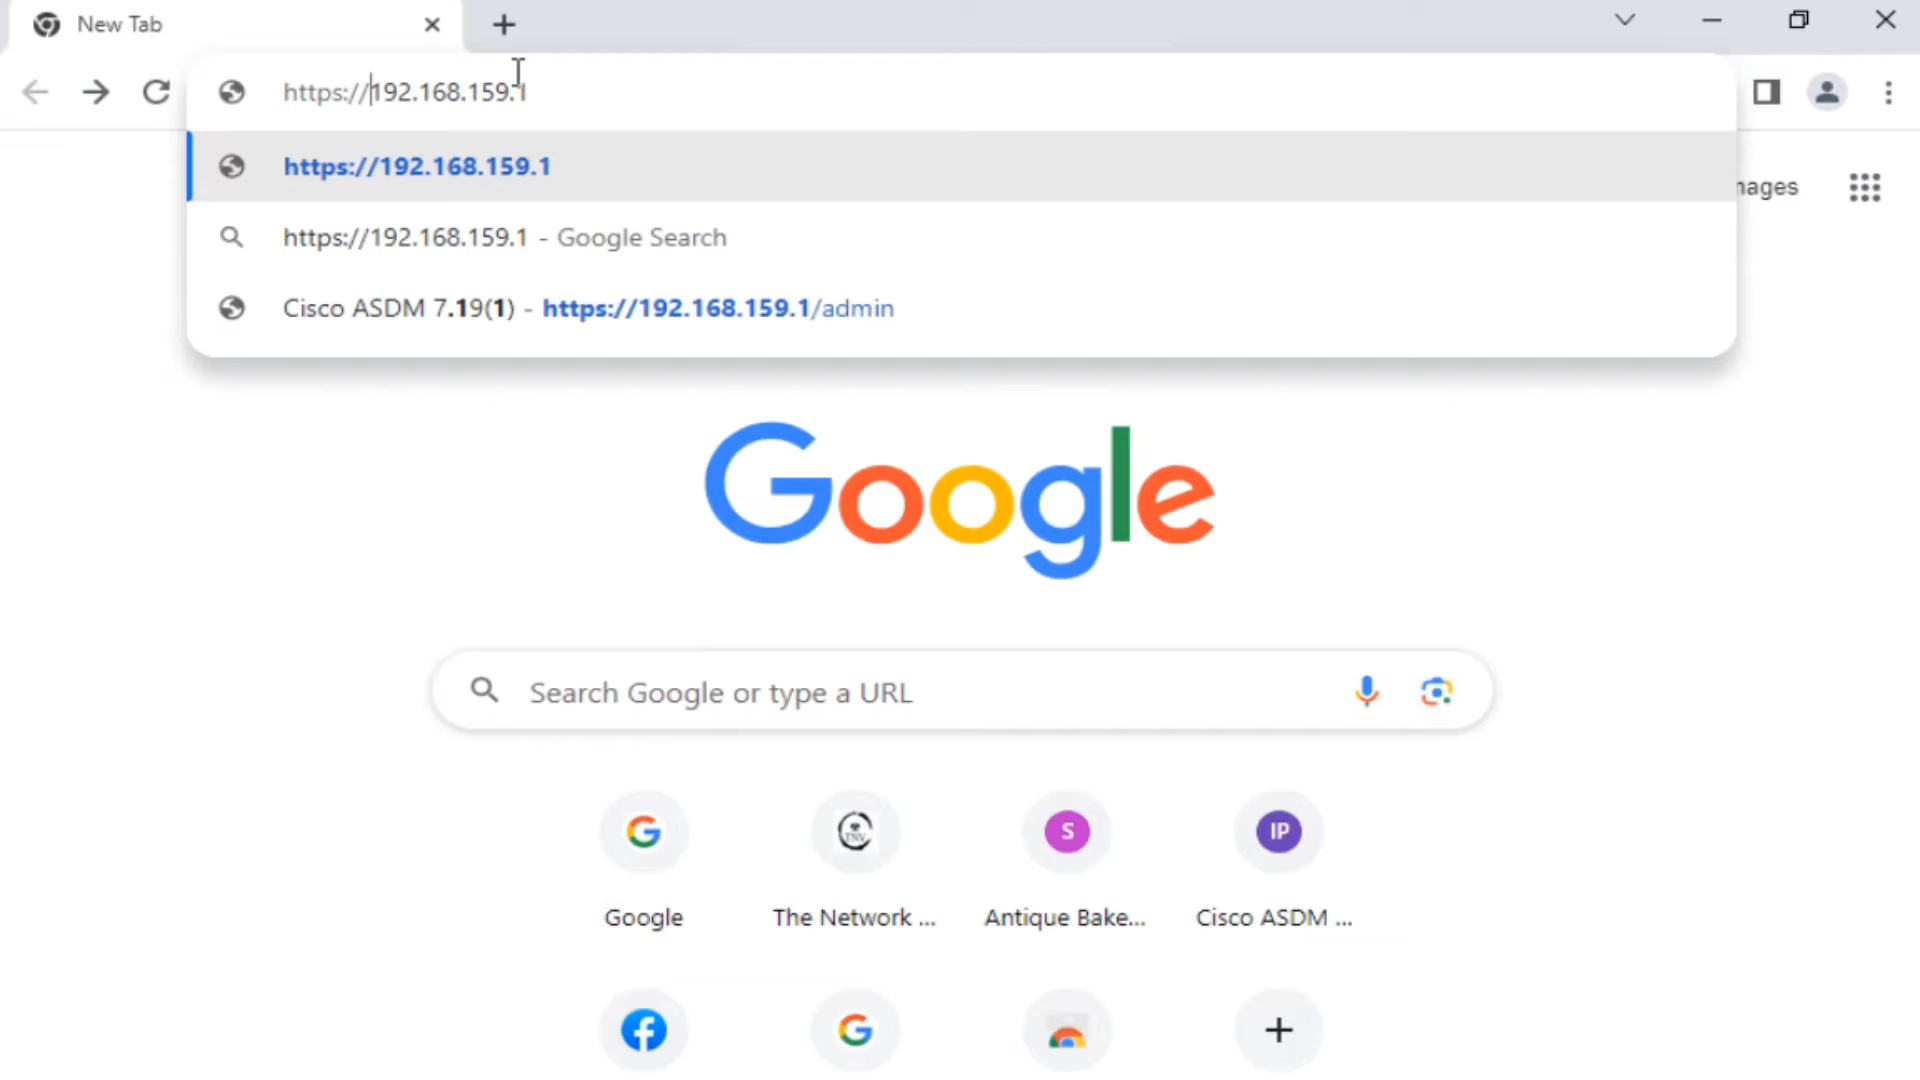 New Tab
https://192.168.159.1
https://192.168.159.1
https://192.168.159.1 - Google Search
Cisco ASDM 7.19(1) - https://192.168.159.1/admin
mages
Google
Search Google or type a URL
G TNV S IP
Google The Network ... Antique Bake... Cisco ASDM ...
f G